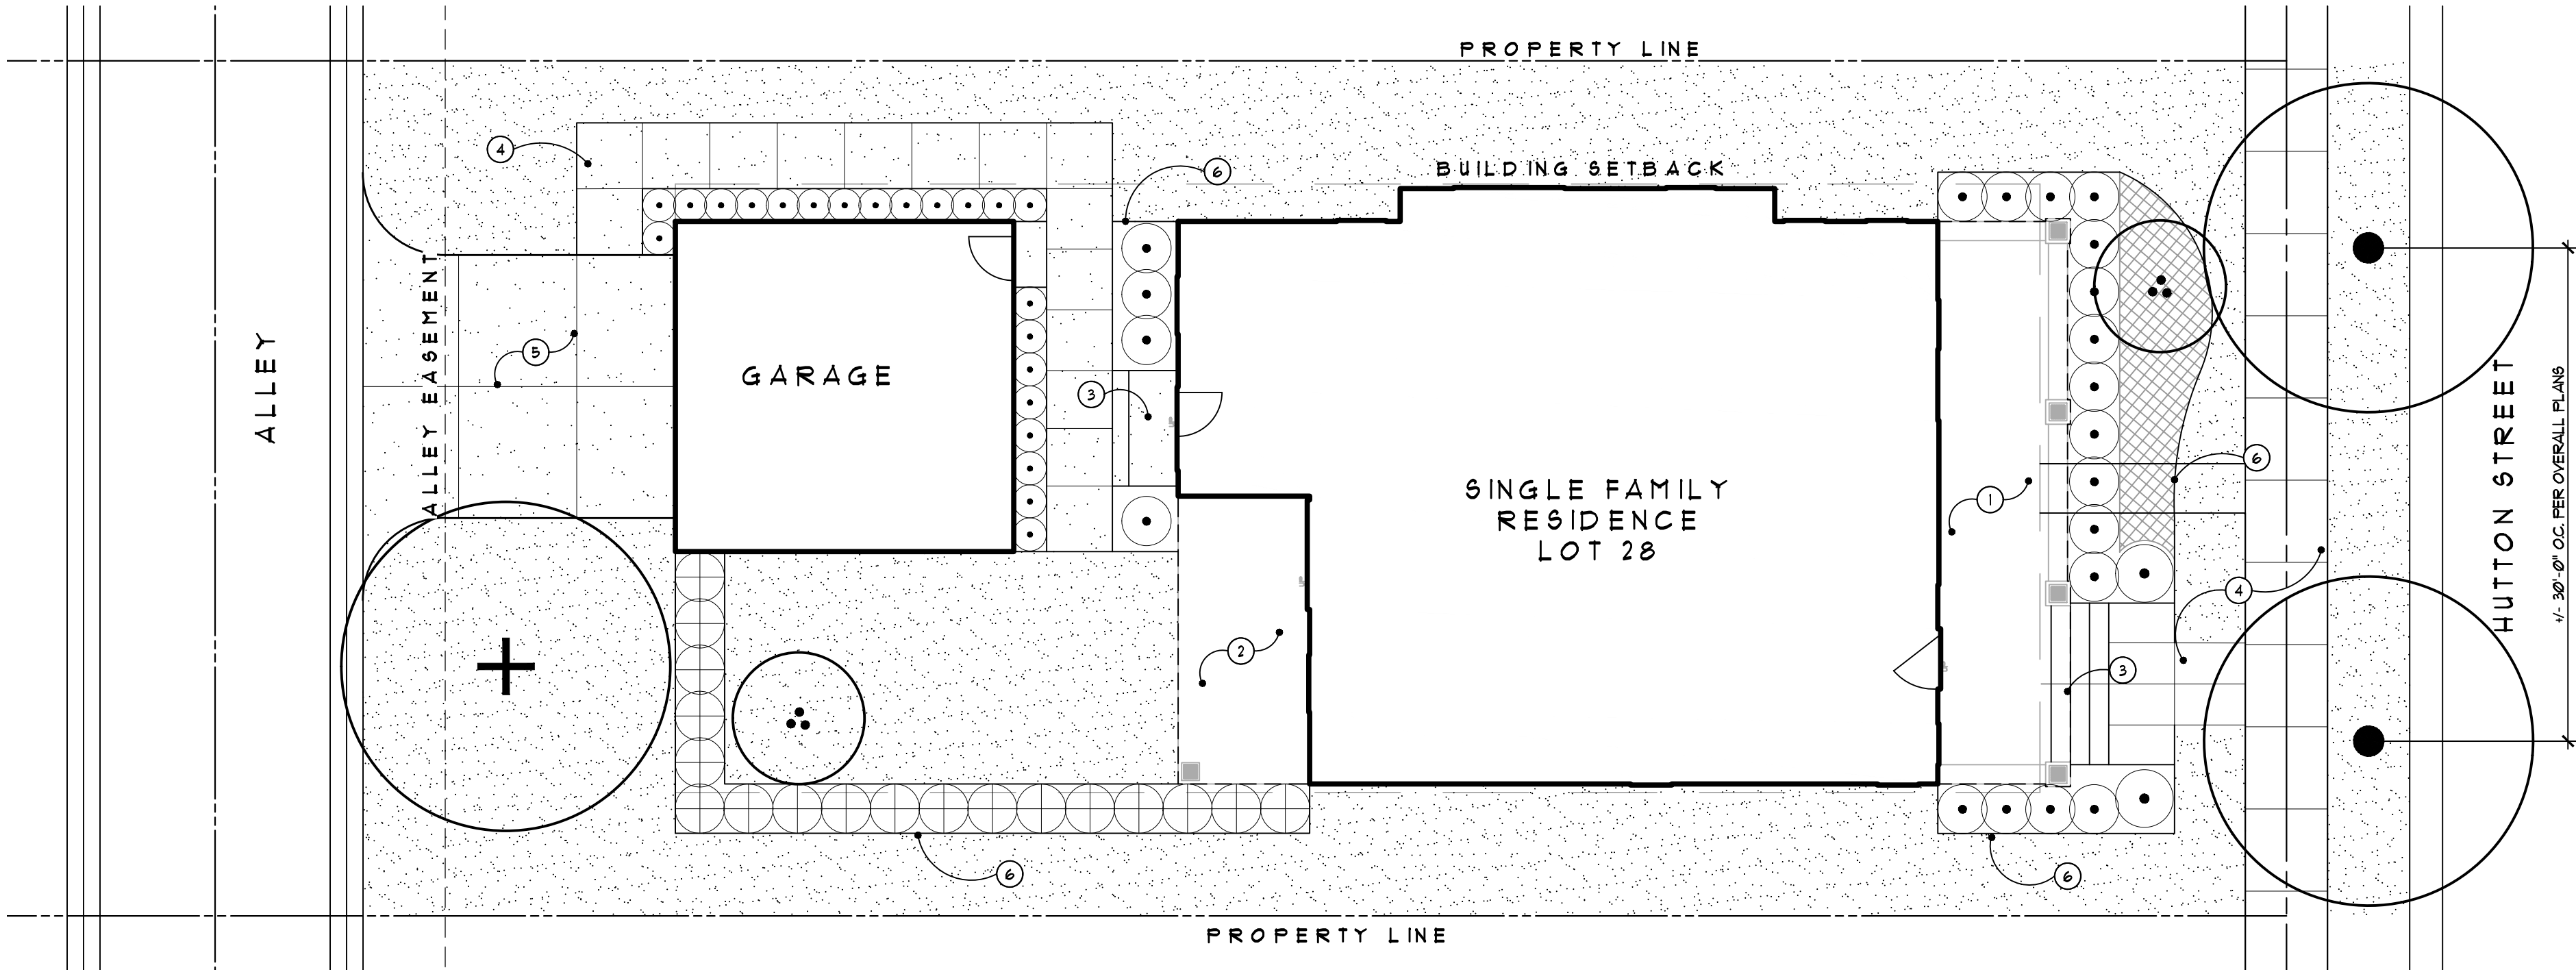 PROPERTY LINE
BUILDING SETBACK
4
6
ALLEY
ALLEY EASEMENT
5
GARAGE
3
SINGLE FAMILY
RESIDENCE
LOT 28
1
6
2
4
3
HUTTON STREET
+/- 30'-0" O.C. PER OVERALL PLANS
6
6
PROPERTY LINE